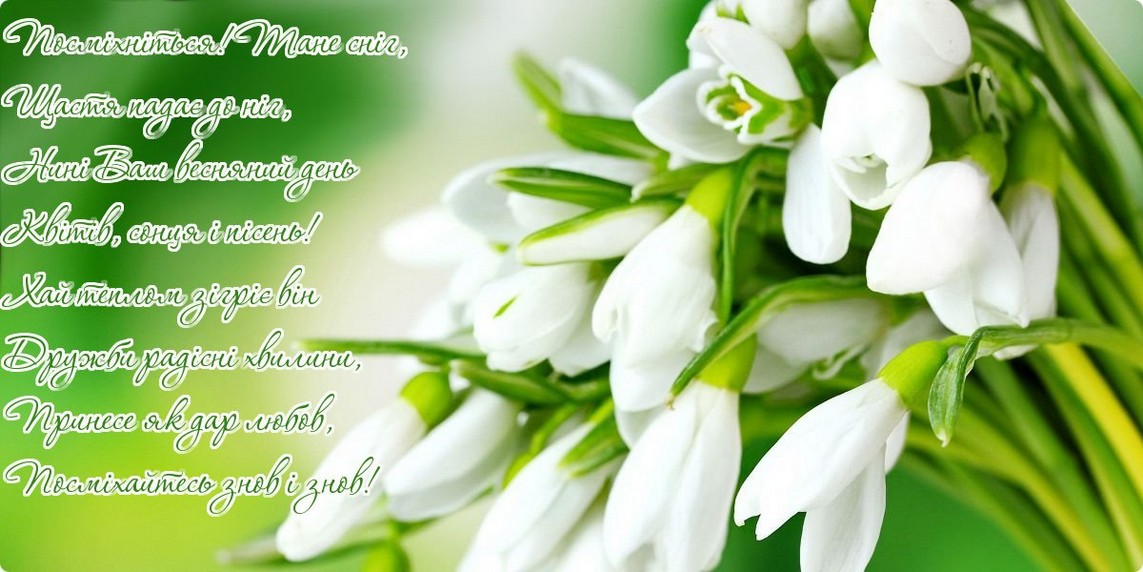 Посміхніться! Тане сніг,
Щастя падає до ніг,
Нині Ваш весняний день
Квітів, сонця і пісень!
Хай теплом зігріє він
Дружби радісні хвилини,
Принесе як дар любов,
Посміхайтесь знов і знов!